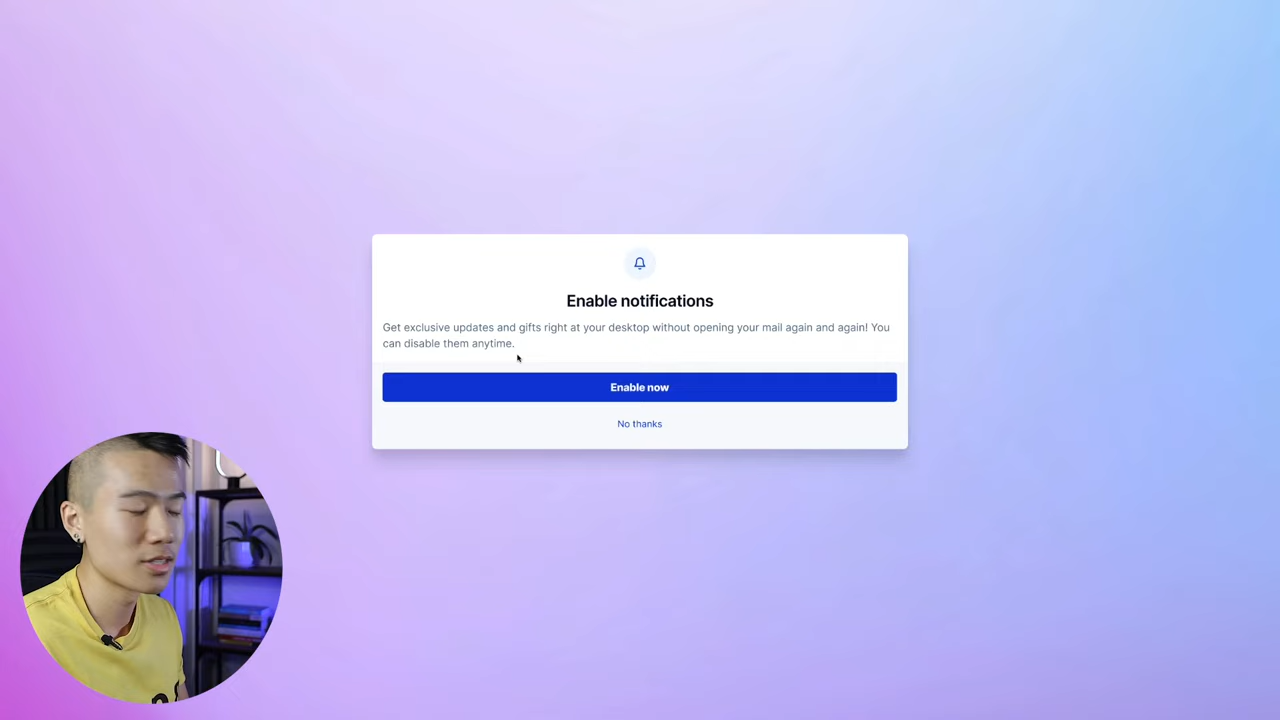 Enable notifications
Get exclusive updates and gifts right at your desktop without opening your mail again and again! You
can disable them anytime.
Enable now
No thanks